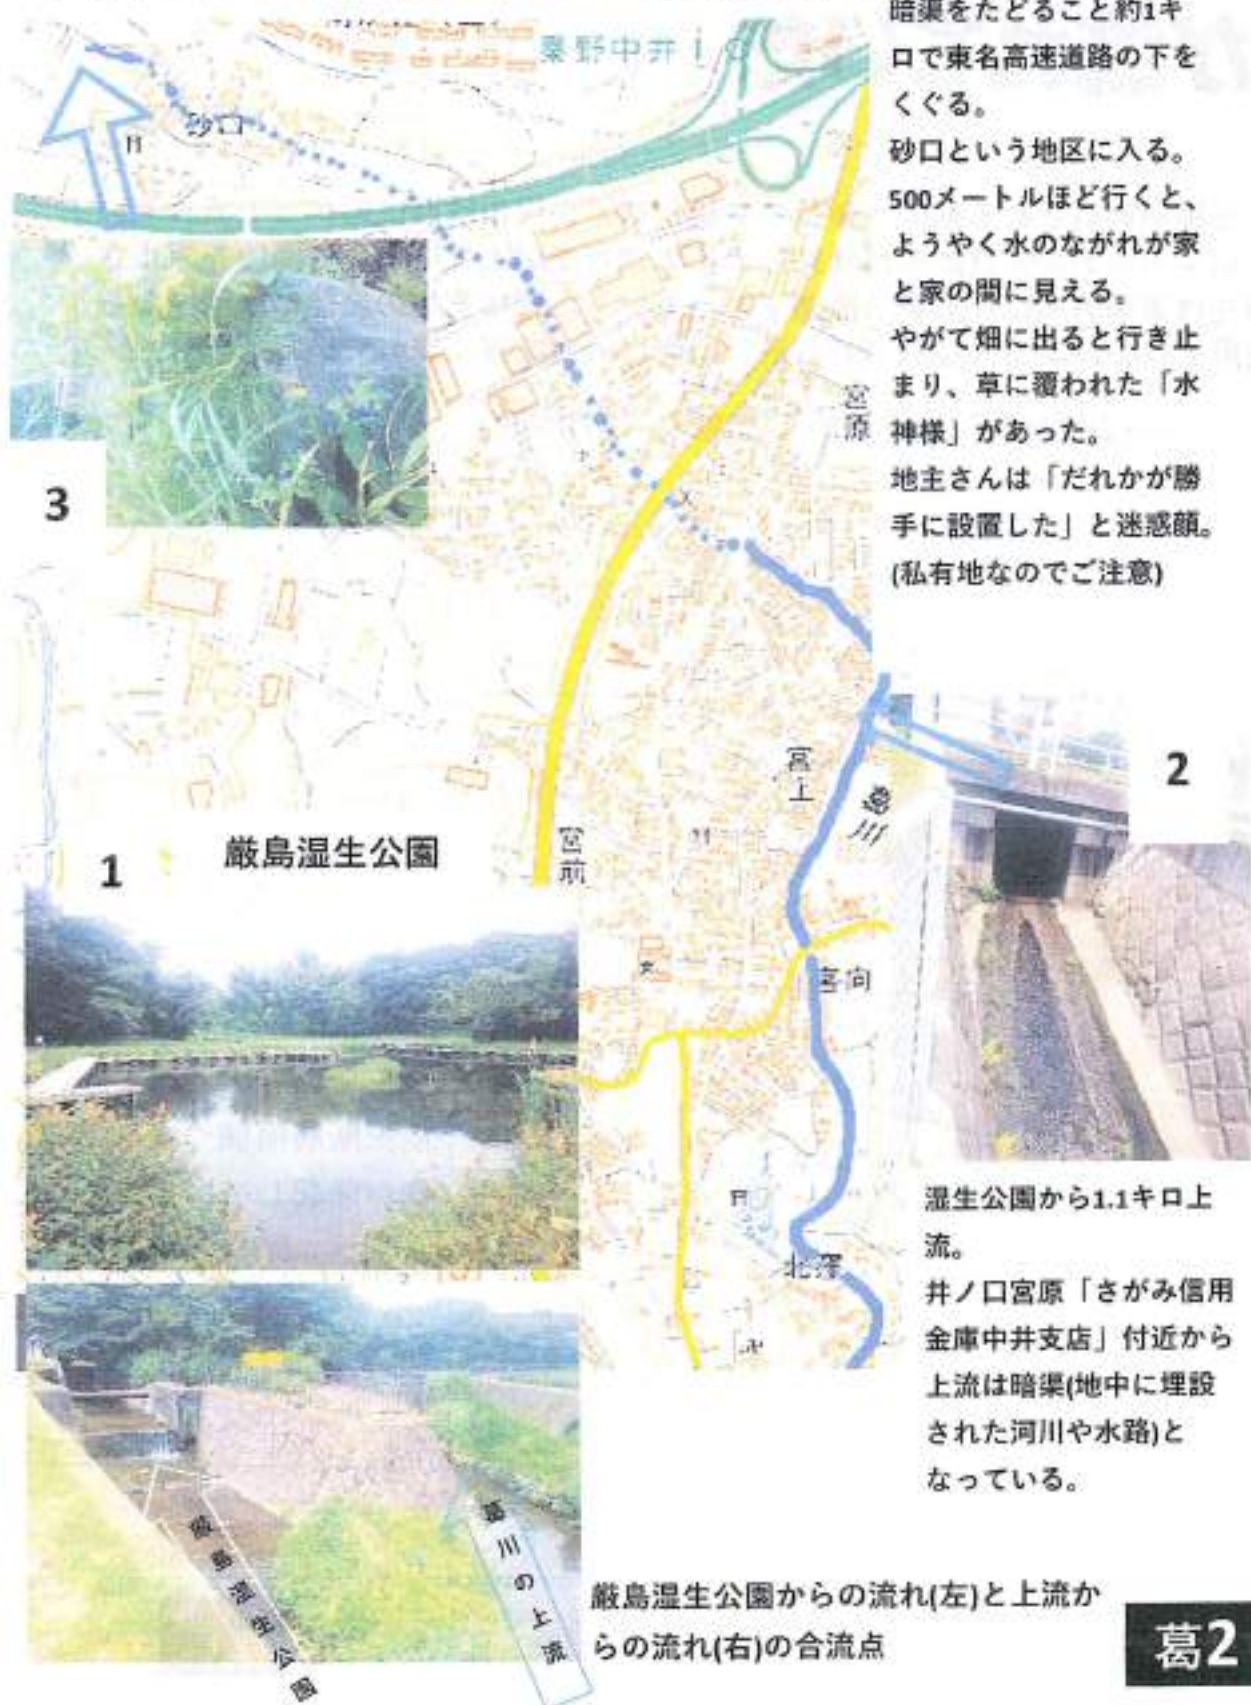 暗渠をたどること約1キ
ロで東名高速道路の下を
くぐる。
砂口という地区に入る。
500メートルほど行くと、
ようやく水のながれが家
と家の間に見える。
やがて畑に出ると行き止
まり、草に覆われた「水
神様」があった。
地主さんは「だれかが勝
手に設置した」と迷惑顔。
(私有地なのでご注意)
秦野中井
砂口
宮原
3
宮上
葛川
2
宮前
1
厳島湿生公園
宮向
北澤
湿生公園から1.1キロ上
流。
井ノ口宮原「さがみ信用
金庫中井支店」付近から
上流は暗渠(地中に埋設
された河川や水路)と
なっている。
厳島湿生公園
葛川の上流
厳島湿生公園からの流れ(左)と上流か
らの流れ(右)の合流点
葛2